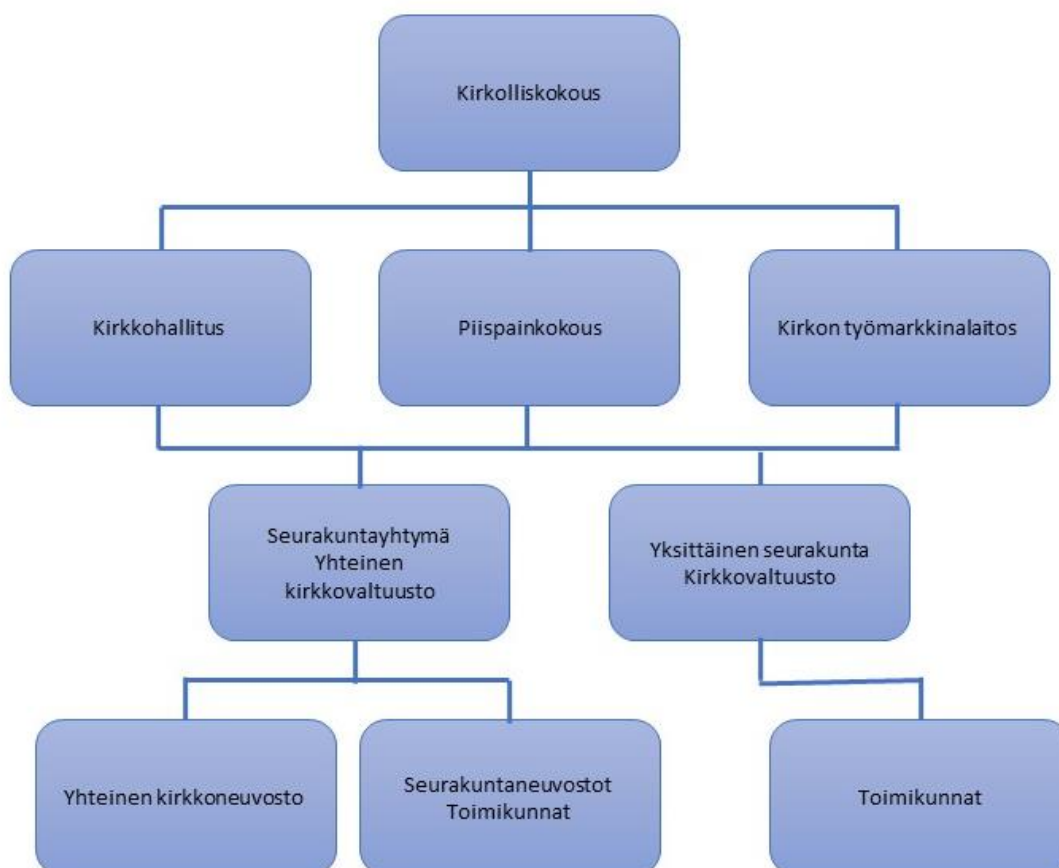 Kirkolliskokous
Kirkkohallitus
Piispainkokous
Kirkon työmarkkinalaitos
Seurakuntayhtymä
Yhteinen
kirkkovaltuusto
Yksittäinen seurakunta
Kirkkovaltuusto
Yhteinen kirkkoneuvosto
Seurakuntaneuvostot
Toimikunnat
Toimikunnat